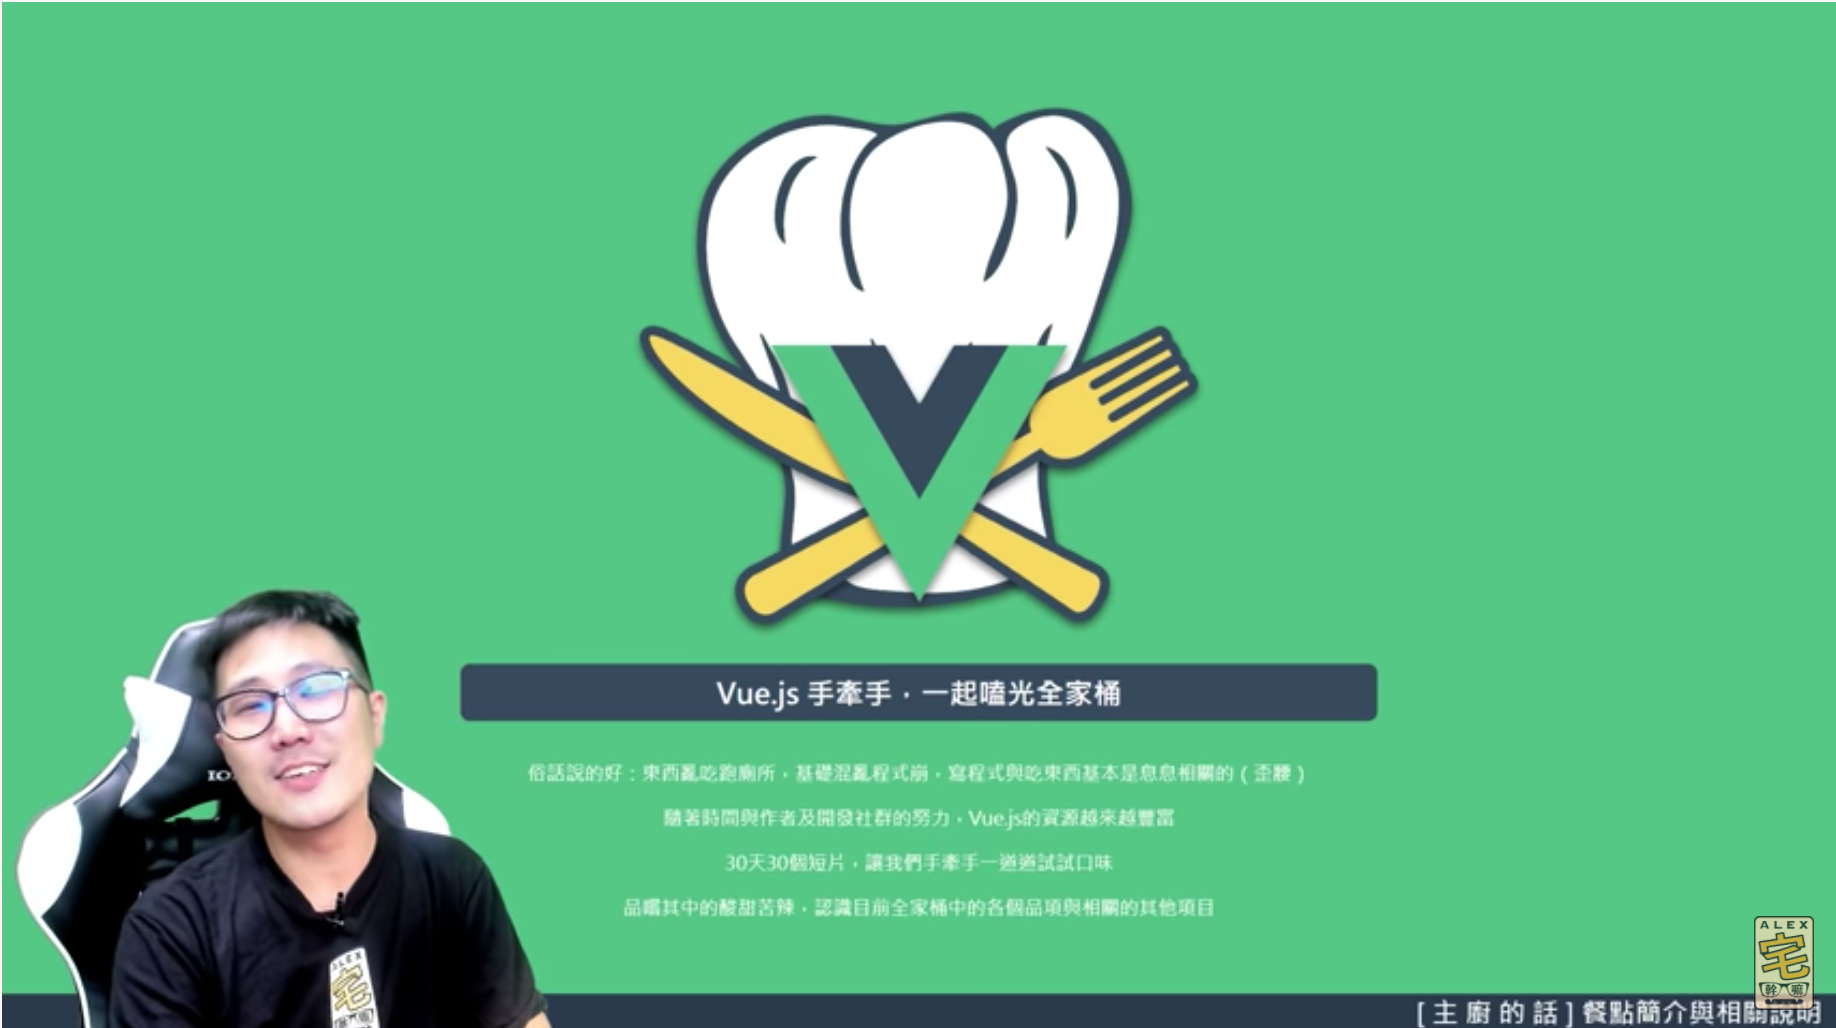 Vue.js 手牽手，一起嗑光全家桶
俗話說的好：東西亂吃跑廁所，基礎混亂程式崩，寫程式與吃東西基本是息息相關的 ( 歪腰 )
隨著時間與作者及開發社群的努力，Vue.js的資源越來越豐富
30天30個短片，讓我們手牽手一道道試試口味
品嚐其中的酸甜苦辣，認識目前全家桶中的各個品項與相關的其他項目
ALEX
宅
幹嘛
ALEX
宅
[ 主 廚 的 話 ] 餐點簡介與相關說明